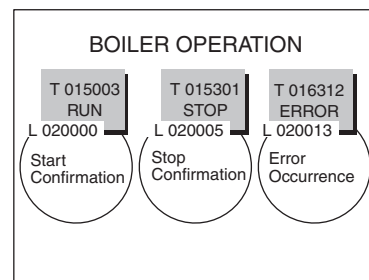 BOILER OPERATION
T 015003
RUN
T 015301
STOP
T 016312
ERROR
L 020000
Start
Confirmation
L 020005
Stop
Confirmation
L 020013
Error
Occurrence